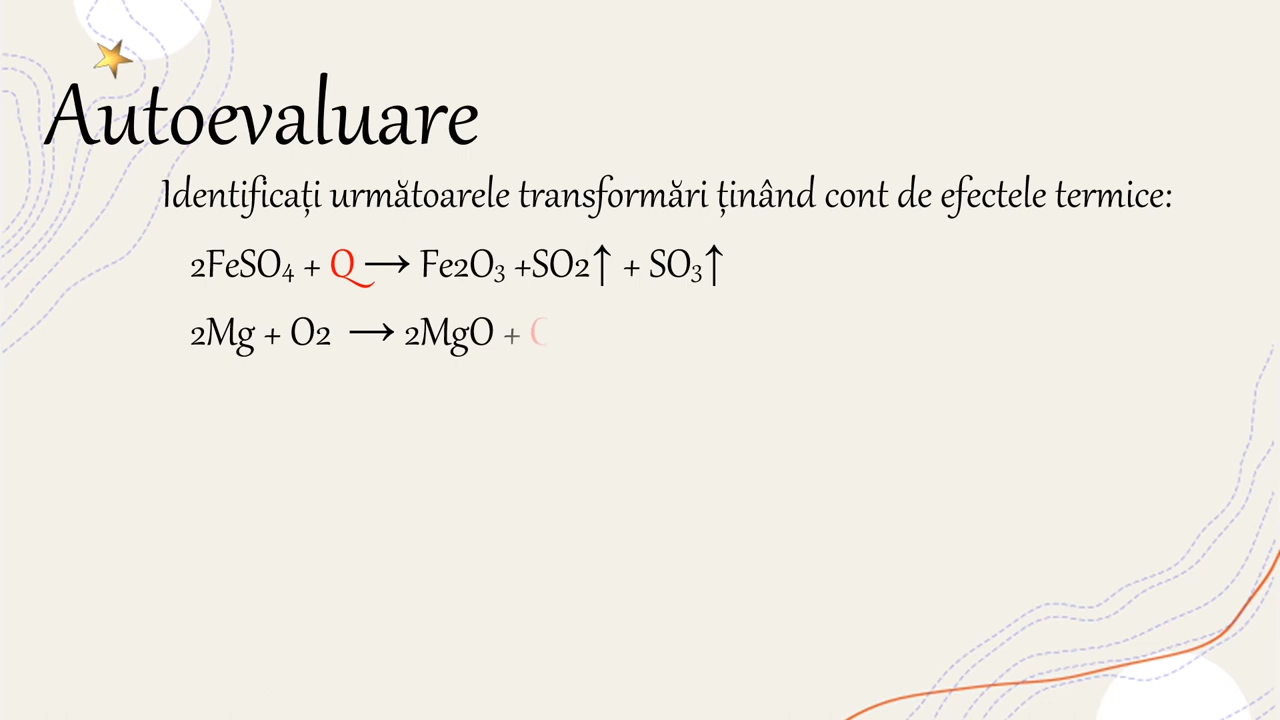 Autoevaluare
Identificați următoarele transformări ținând cont de efectele termice:
2FeSO4 + Q ⟶ Fe2O3 +SO2↑ + SO3↑
2Mg + O2 ⟶ 2MgO +